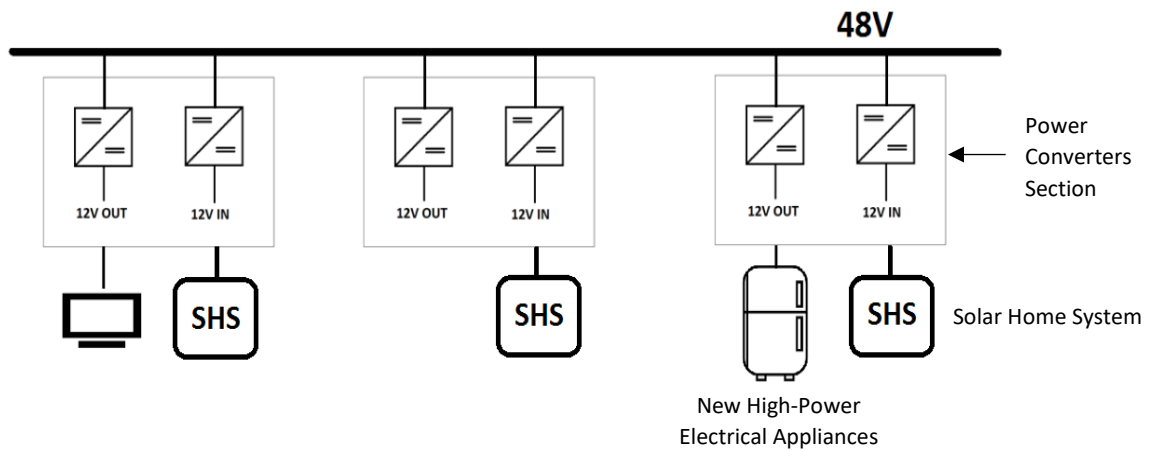 48V
Power
Converters
Section
12V OUT
12V IN
12V OUT
12V IN
12V OUT
12V IN
SHS
SHS
SHS
Solar Home System
New High-Power
Electrical Appliances